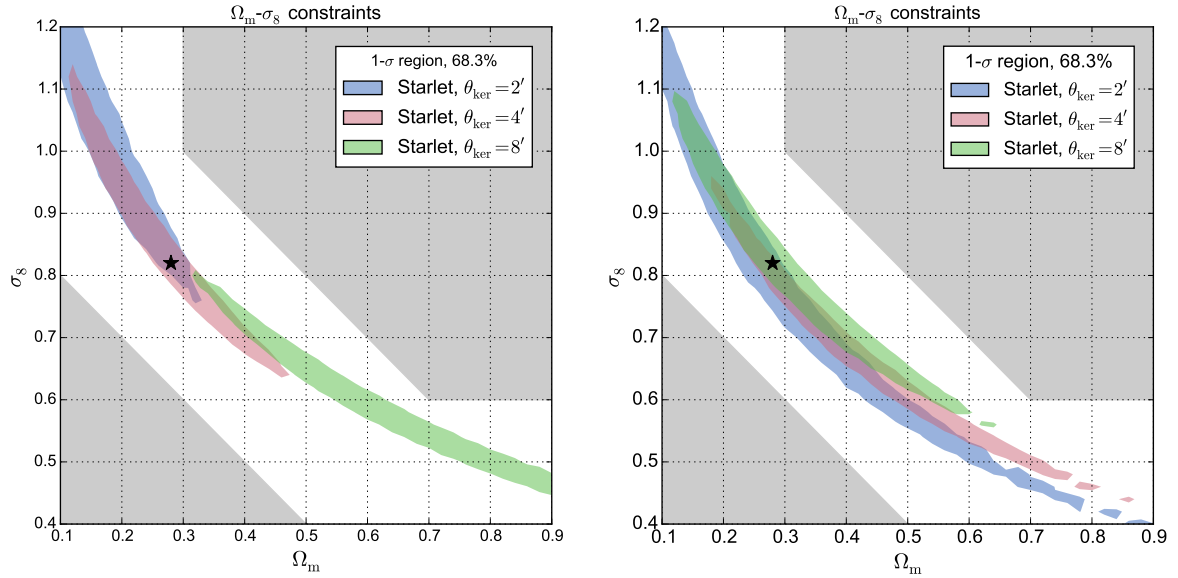 Ωₘ-σ₈ constraints
1-σ region, 68.3%
Starlet, θₖₑᵣ=2′
Starlet, θₖₑᵣ=4′
Starlet, θₖₑᵣ=8′
1.2
1.1
1.0
0.9
0.8
0.7
0.6
0.5
0.4
σ₈
0.1 0.2 0.3 0.4 0.5 0.6 0.7 0.8 0.9
Ωₘ
Ωₘ-σ₈ constraints
1-σ region, 68.3%
Starlet, θₖₑᵣ=2′
Starlet, θₖₑᵣ=4′
Starlet, θₖₑᵣ=8′
1.2
1.1
1.0
0.9
0.8
0.7
0.6
0.5
0.4
σ₈
0.1 0.2 0.3 0.4 0.5 0.6 0.7 0.8 0.9
Ωₘ